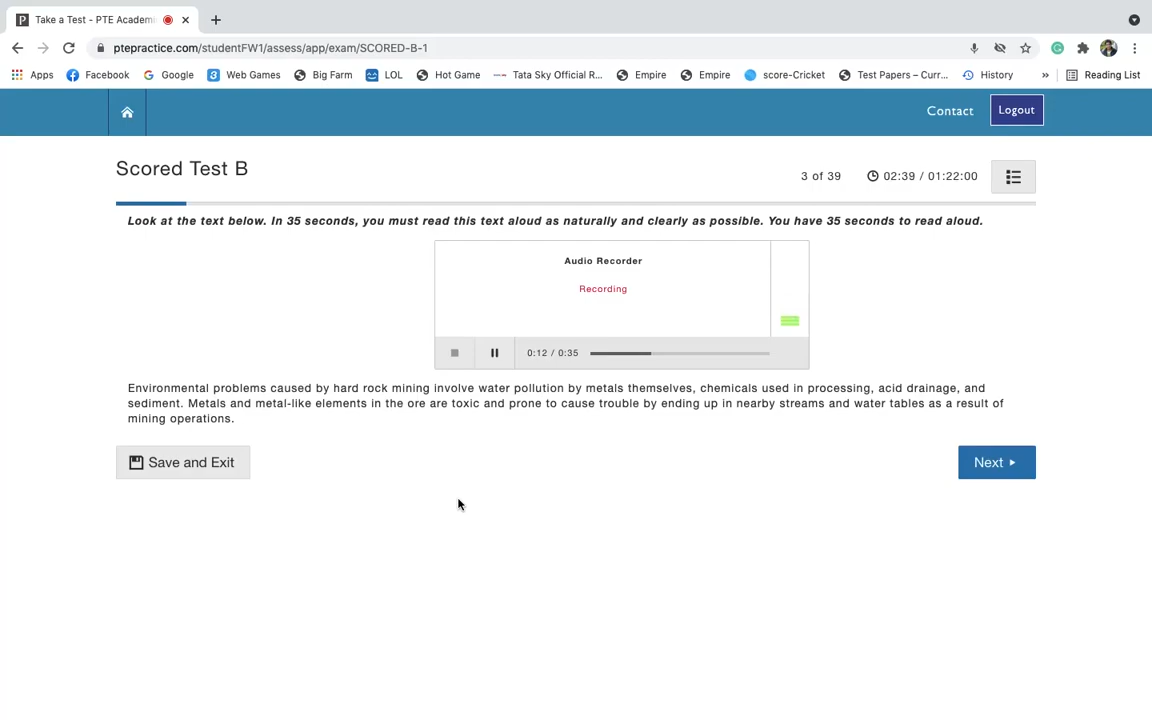 Take a Test - PTE Academi
ptepractice.com/studentFW1/assess/app/exam/SCORED-B-1
Apps Facebook Google Web Games Big Farm LOL Hot Game Tata Sky Official R... Empire Empire score-Cricket Test Papers – Curr... History » Reading List
Contact Logout
Scored Test B
3 of 39 02:39 / 01:22:00
Look at the text below. In 35 seconds, you must read this text aloud as naturally and clearly as possible. You have 35 seconds to read aloud.
Audio Recorder
Recording
0:12 / 0:35
Environmental problems caused by hard rock mining involve water pollution by metals themselves, chemicals used in processing, acid drainage, and
sediment. Metals and metal-like elements in the ore are toxic and prone to cause trouble by ending up in nearby streams and water tables as a result of
mining operations.
Save and Exit Next